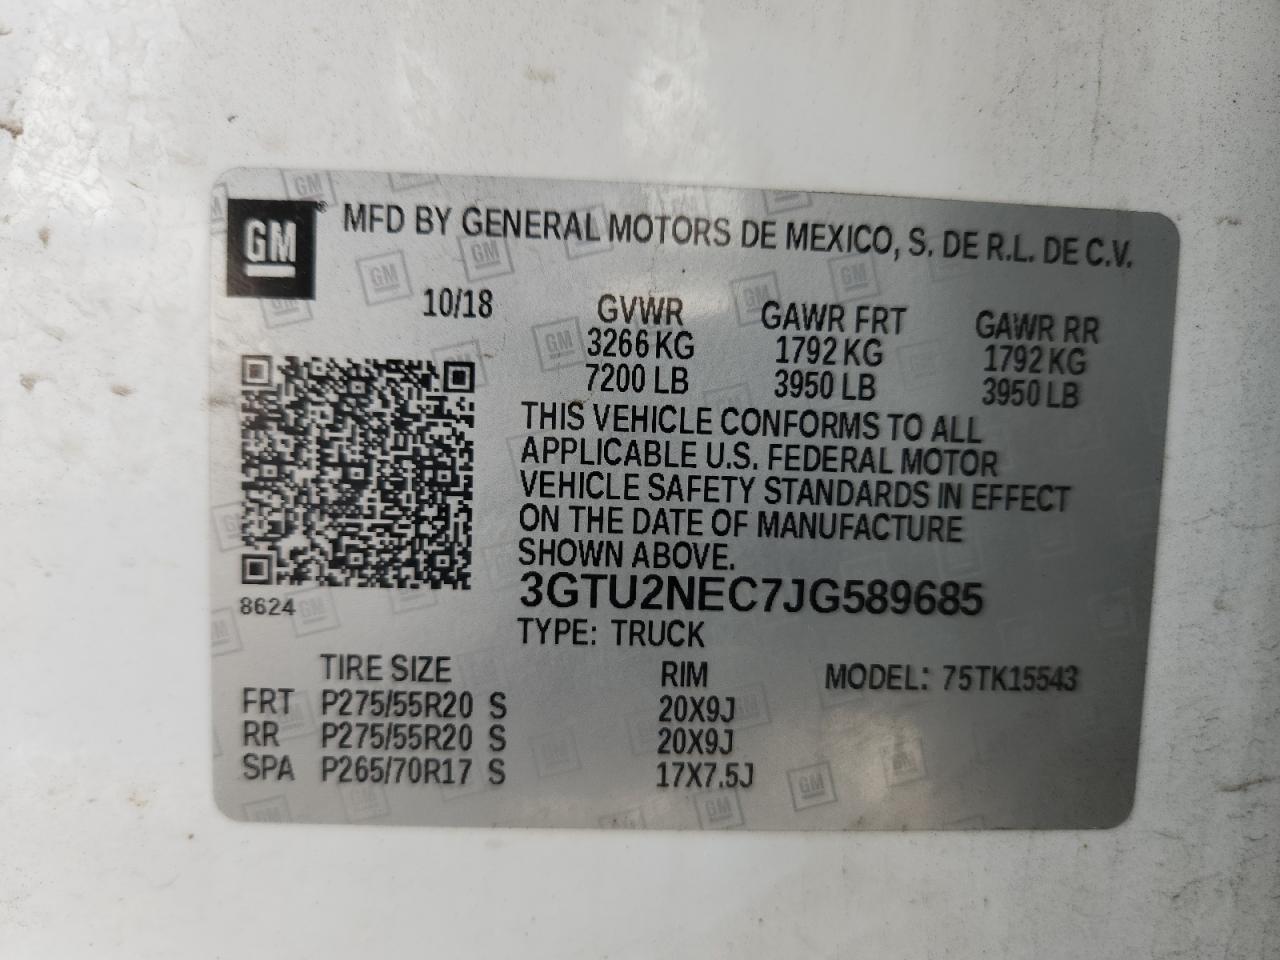 GM
MFD BY GENERAL MOTORS DE MEXICO, S. DE R.L. DE C.V.
10/18
GVWR GAWR FRT GAWR RR
3266 KG 1792 KG 1792 KG
7200 LB 3950 LB 3950 LB
THIS VEHICLE CONFORMS TO ALL
APPLICABLE U.S. FEDERAL MOTOR
VEHICLE SAFETY STANDARDS IN EFFECT
ON THE DATE OF MANUFACTURE
SHOWN ABOVE.
3GTU2NEC7JG589685
8624
TYPE: TRUCK
TIRE SIZE RIM MODEL: 75TK15543
FRT P275/55R20 S 20X9J
RR P275/55R20 S 20X9J
SPA P265/70R17 S 17X7.5J